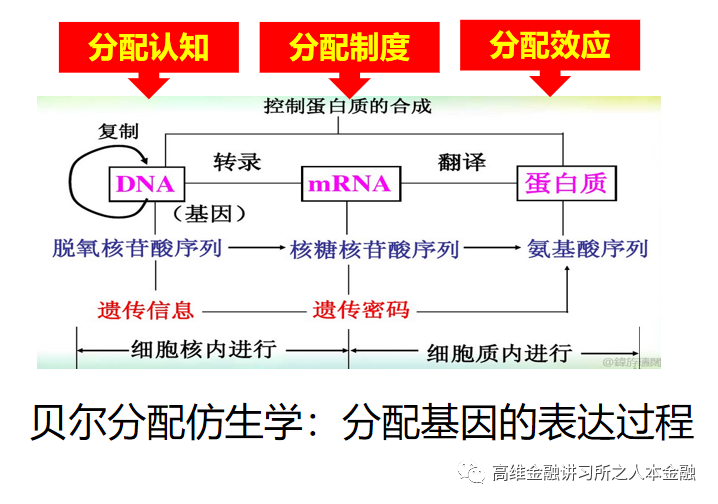 分配认知 分配制度 分配效应
控制蛋白质的合成
复制
转录 翻译
DNA mRNA 蛋白质
(基因)
脱氧核苷酸序列 核糖核苷酸序列 氨基酸序列
遗传信息 遗传密码
细胞核内进行 细胞质内进行
贝尔分配仿生学:分配基因的表达过程
高维金融讲习所之人本金融